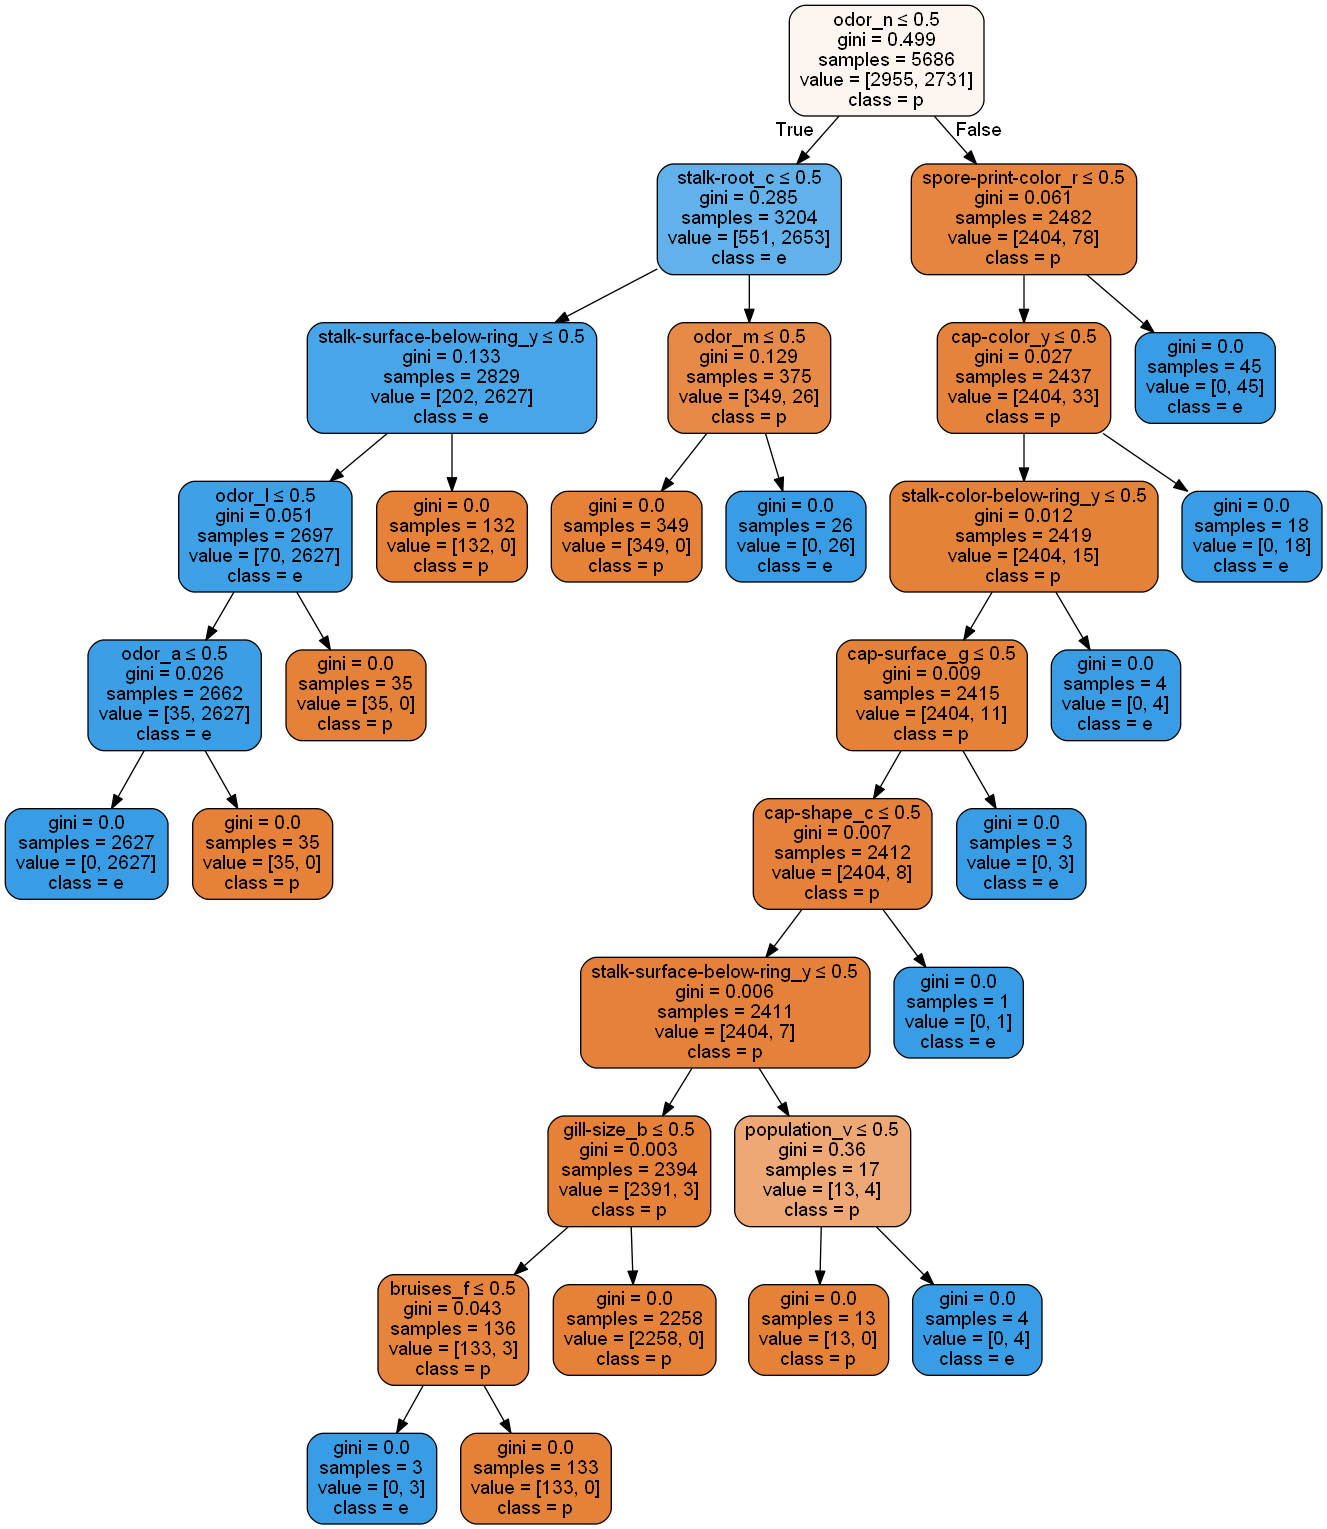 odor_n ≤ 0.5
gini = 0.499
samples = 5686
value = [2955, 2731]
class = p
True
False
stalk-root_c ≤ 0.5
gini = 0.285
samples = 3204
value = [551, 2653]
class = e
spore-print-color_r ≤ 0.5
gini = 0.061
samples = 2482
value = [2404, 78]
class = p
stalk-surface-below-ring_y ≤ 0.5
gini = 0.133
samples = 2829
value = [202, 2627]
class = e
odor_m ≤ 0.5
gini = 0.129
samples = 375
value = [349, 26]
class = p
cap-color_y ≤ 0.5
gini = 0.027
samples = 2437
value = [2404, 33]
class = p
gini = 0.0
samples = 45
value = [0, 45]
class = e
odor_l ≤ 0.5
gini = 0.051
samples = 2697
value = [70, 2627]
class = e
gini = 0.0
samples = 132
value = [132, 0]
class = p
gini = 0.0
samples = 349
value = [349, 0]
class = p
gini = 0.0
samples = 26
value = [0, 26]
class = e
stalk-color-below-ring_y ≤ 0.5
gini = 0.012
samples = 2419
value = [2404, 15]
class = p
gini = 0.0
samples = 18
value = [0, 18]
class = e
odor_a ≤ 0.5
gini = 0.026
samples = 2662
value = [35, 2627]
class = e
gini = 0.0
samples = 35
value = [35, 0]
class = p
cap-surface_g ≤ 0.5
gini = 0.009
samples = 2415
value = [2404, 11]
class = p
gini = 0.0
samples = 4
value = [0, 4]
class = e
gini = 0.0
samples = 2627
value = [0, 2627]
class = e
gini = 0.0
samples = 35
value = [35, 0]
class = p
cap-shape_c ≤ 0.5
gini = 0.007
samples = 2412
value = [2404, 8]
class = p
gini = 0.0
samples = 3
value = [0, 3]
class = e
stalk-surface-below-ring_y ≤ 0.5
gini = 0.006
samples = 2411
value = [2404, 7]
class = p
gini = 0.0
samples = 1
value = [0, 1]
class = e
gill-size_b ≤ 0.5
gini = 0.003
samples = 2394
value = [2391, 3]
class = p
population_v ≤ 0.5
gini = 0.36
samples = 17
value = [13, 4]
class = p
bruises_f ≤ 0.5
gini = 0.043
samples = 136
value = [133, 3]
class = p
gini = 0.0
samples = 2258
value = [2258, 0]
class = p
gini = 0.0
samples = 13
value = [13, 0]
class = p
gini = 0.0
samples = 4
value = [0, 4]
class = e
gini = 0.0
samples = 3
value = [0, 3]
class = e
gini = 0.0
samples = 133
value = [133, 0]
class = p